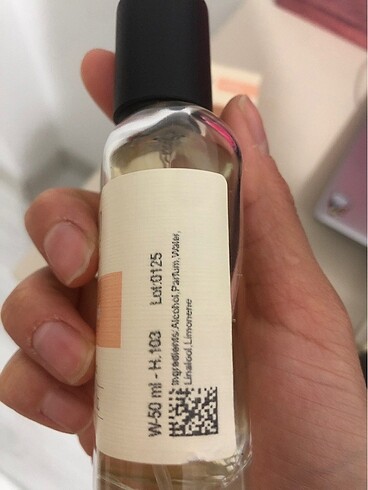 W-50 ml - H.103 Lot:0125
Ingredients:Alcohol,Parfum,Water,
Linalool,Limonene